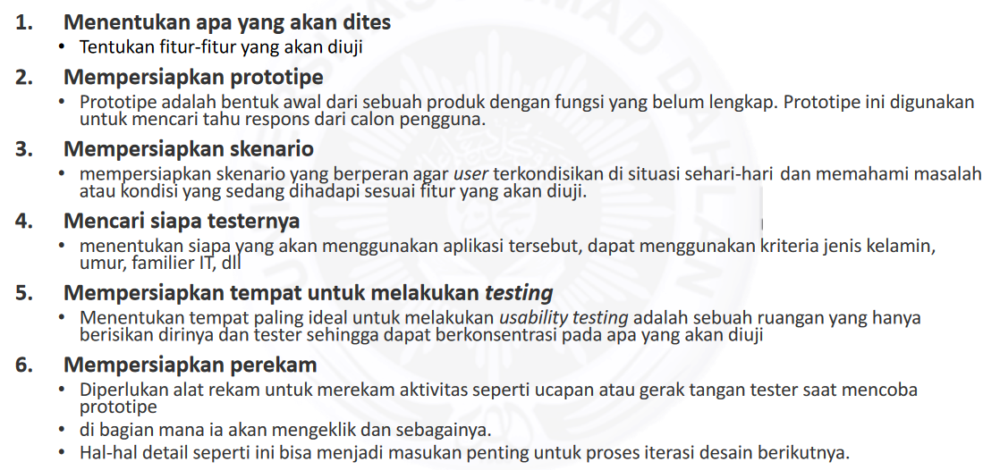 1. Menentukan apa yang akan dites
• Tentukan fitur-fitur yang akan diuji
2. Mempersiapkan prototipe
• Prototipe adalah bentuk awal dari sebuah produk dengan fungsi yang belum lengkap. Prototipe ini digunakan
untuk mencari tahu respons dari calon pengguna.
3. Mempersiapkan skenario
• mempersiapkan skenario yang berperan agar user terkondisikan di situasi sehari-hari dan memahami masalah
atau kondisi yang sedang dihadapi sesuai fitur yang akan diuji.
4. Mencari siapa testernya
• menentukan siapa yang akan menggunakan aplikasi tersebut, dapat menggunakan kriteria jenis kelamin,
umur, familier IT, dll
5. Mempersiapkan tempat untuk melakukan testing
• Menentukan tempat paling ideal untuk melakukan usability testing adalah sebuah ruangan yang hanya
berisikan dirinya dan tester sehingga dapat berkonsentrasi pada apa yang akan diuji
6. Mempersiapkan perekam
• Diperlukan alat rekam untuk merekam aktivitas seperti ucapan atau gerak tangan tester saat mencoba
prototipe
• di bagian mana ia akan mengeklik dan sebagainya.
• Hal-hal detail seperti ini bisa menjadi masukan penting untuk proses iterasi desain berikutnya.
DAHLAN